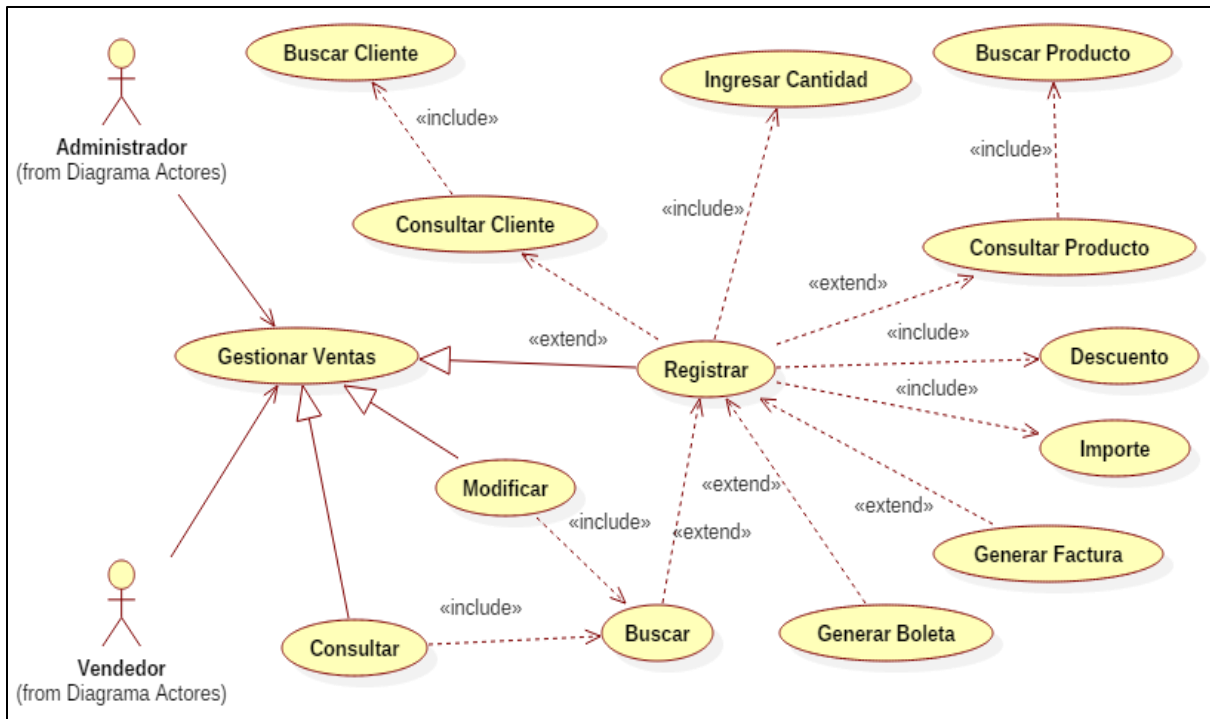 Buscar Cliente
Ingresar Cantidad
Buscar Producto
«include»
Administrador
(from Diagrama Actores)
«include»
«include»
Consultar Cliente
Consultar Producto
«extend»
«extend»
«include»
Gestionar Ventas
Registrar
Descuento
«include»
Importe
Modificar
«extend»
«include»
«extend»
«extend»
Generar Factura
«include»
Consultar
Buscar
Generar Boleta
Vendedor
(from Diagrama Actores)